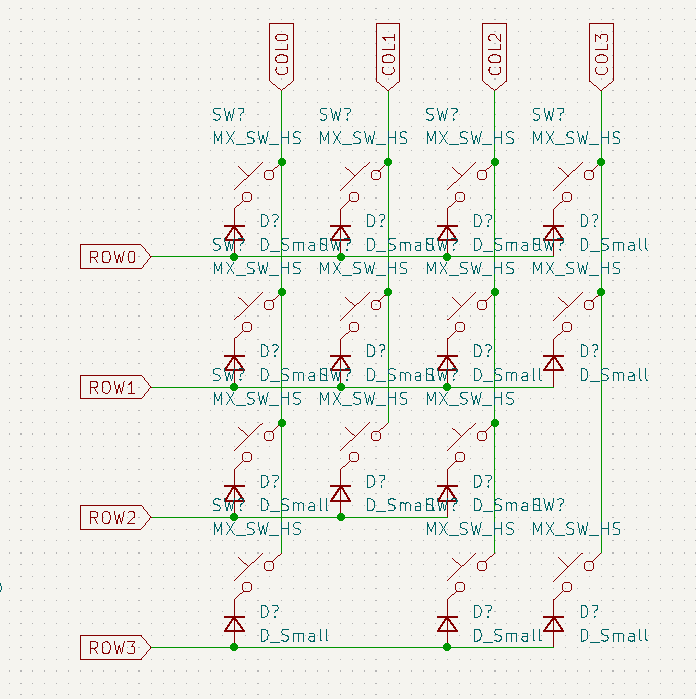 COL0 COL1 COL2 COL3
SW? SW? SW? SW?
MX_SW_HS MX_SW_HS MX_SW_HS MX_SW_HS
D? D? D? D?
D_Small D_Small D_Small D_Small
ROW0
SW? SW? SW? SW?
MX_SW_HS MX_SW_HS MX_SW_HS MX_SW_HS
D? D? D? D?
D_Small D_Small D_Small D_Small
ROW1
SW? SW? SW?
MX_SW_HS MX_SW_HS MX_SW_HS
D? D? D?
D_Small D_Small D_Small
ROW2
SW? SW? SW?
MX_SW_HS MX_SW_HS MX_SW_HS
D? D? D?
D_Small D_Small D_Small
ROW3